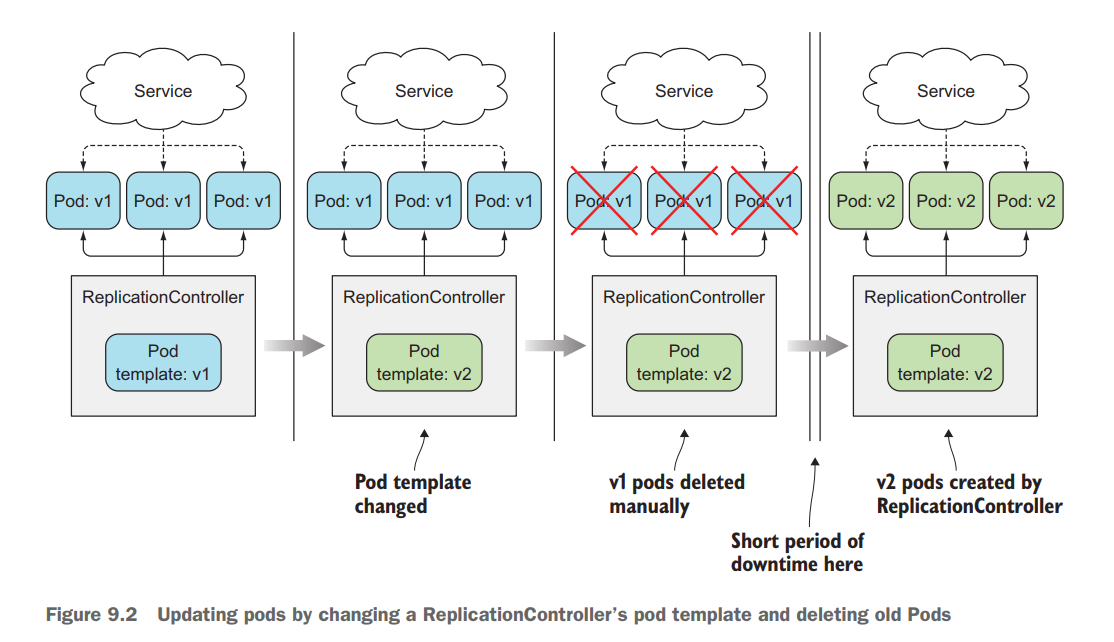 Service
Pod: v1
Pod: v1
Pod: v1
ReplicationController
Pod
template: v1
Service
Pod: v1
Pod: v1
Pod: v1
ReplicationController
Pod
template: v2
Pod template
changed
Service
Pod: v1
Pod: v1
Pod: v1
ReplicationController
Pod
template: v2
v1 pods deleted
manually
Short period of
downtime here
Service
Pod: v2
Pod: v2
Pod: v2
ReplicationController
Pod
template: v2
v2 pods created by
ReplicationController
Figure 9.2 Updating pods by changing a ReplicationController’s pod template and deleting old Pods